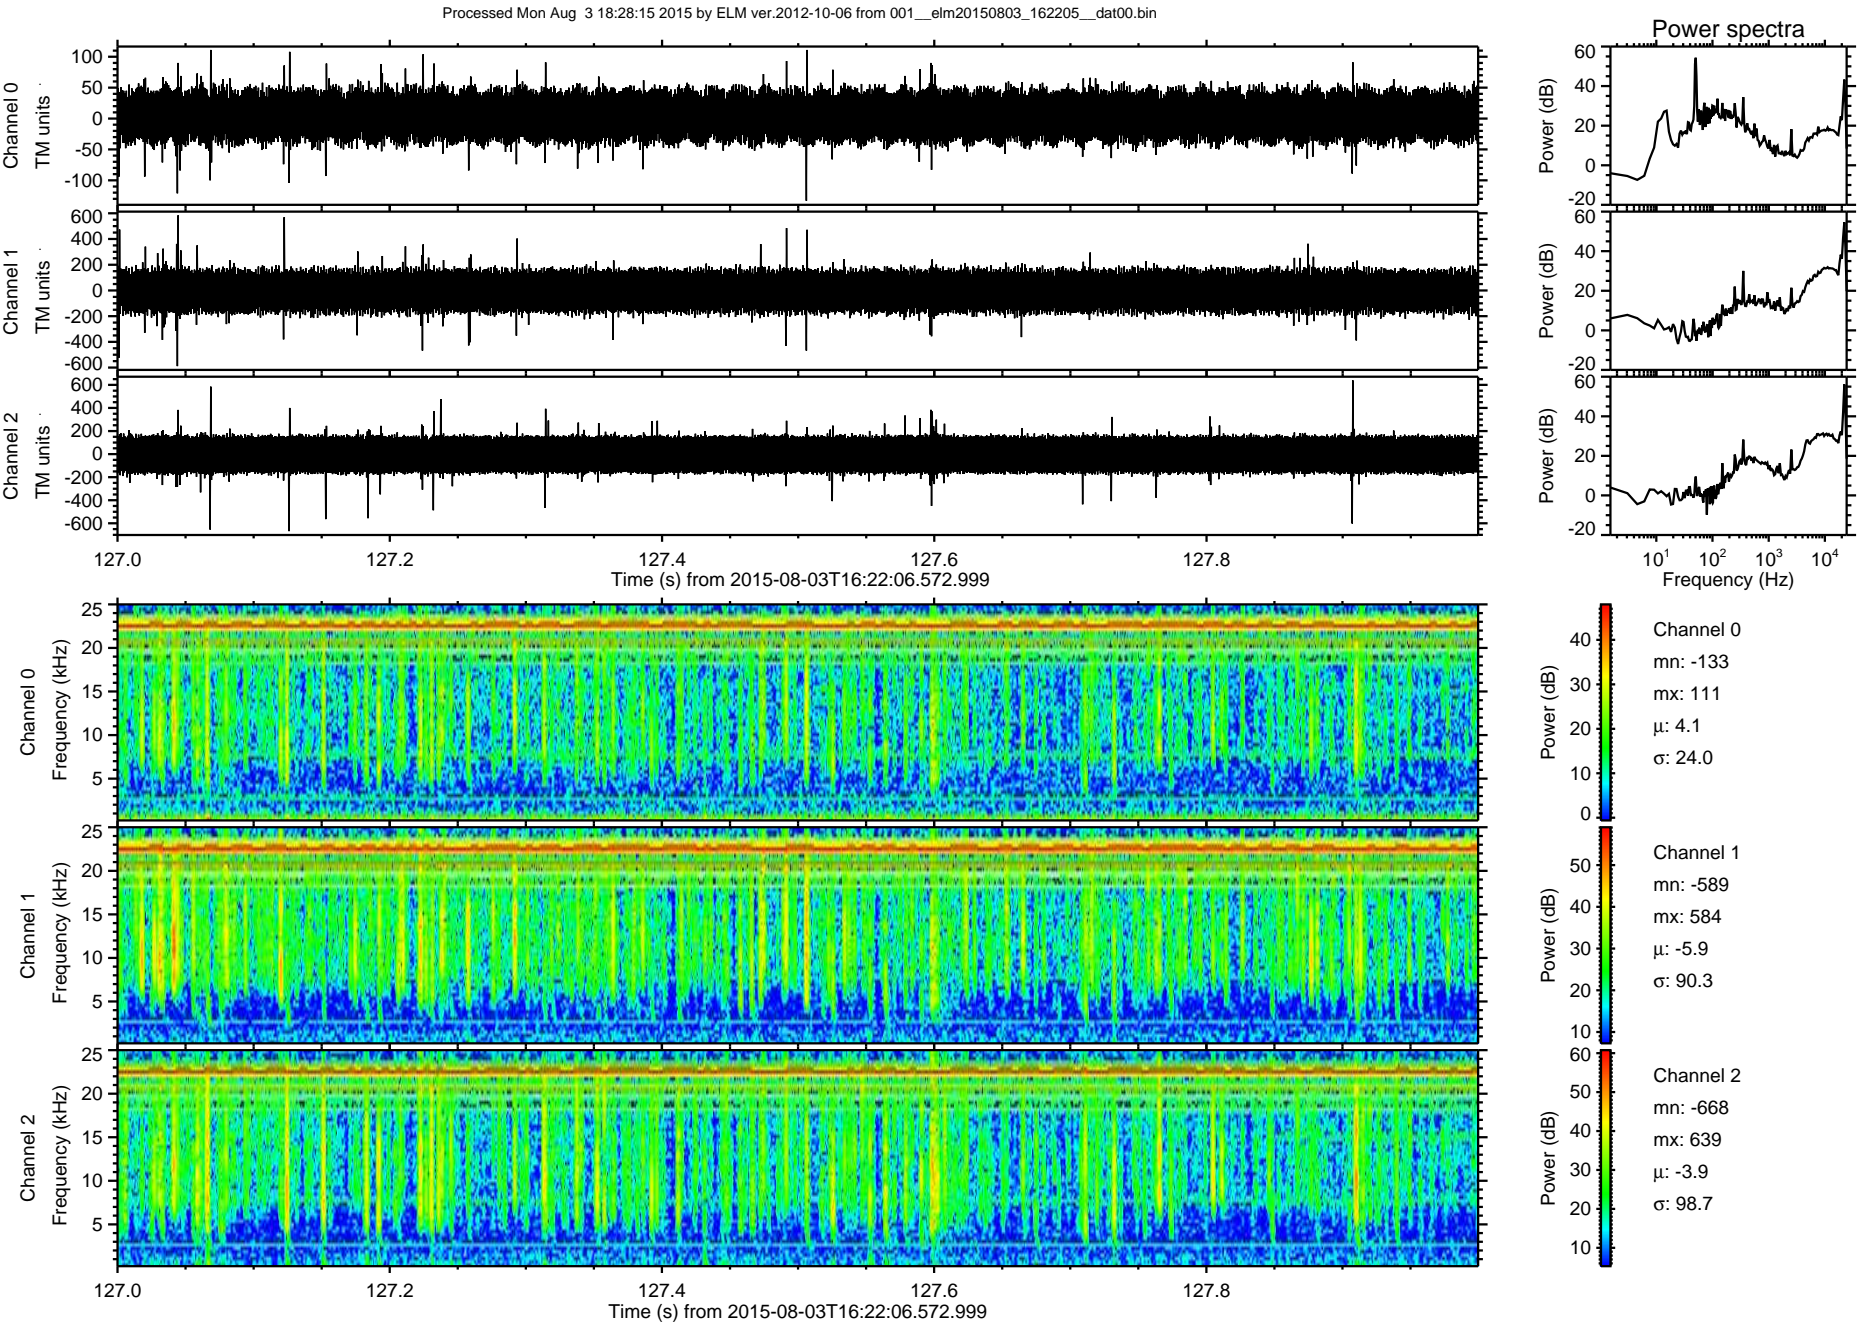 Processed Mon Aug 3 18:28:15 2015 by ELM ver.2012-10-06 from 001__elm20150803_162205__dat00.bin
Power spectra
Channel 0
TM units
100
50
0
-50
-100
Power (dB)
60
40
20
0
-20
Channel 1
TM units
600
400
200
0
-200
-400
-600
Power (dB)
60
40
20
0
-20
Channel 2
TM units
600
400
200
0
-200
-400
-600
Power (dB)
60
40
20
0
-20
127.0 127.2 127.4 127.6 127.8
Time (s) from 2015-08-03T16:22:06.572.999
10¹ 10² 10³ 10⁴
Frequency (Hz)
Channel 0
Frequency (kHz)
25
20
15
10
5
Power (dB)
40
30
20
10
0
Channel 0
mn: -133
mx: 111
μ: 4.1
σ: 24.0
Channel 1
Frequency (kHz)
25
20
15
10
5
Power (dB)
50
40
30
20
10
Channel 1
mn: -589
mx: 584
μ: -5.9
σ: 90.3
Channel 2
Frequency (kHz)
25
20
15
10
5
Power (dB)
60
50
40
30
20
10
Channel 2
mn: -668
mx: 639
μ: -3.9
σ: 98.7
127.0 127.2 127.4 127.6 127.8
Time (s) from 2015-08-03T16:22:06.572.999